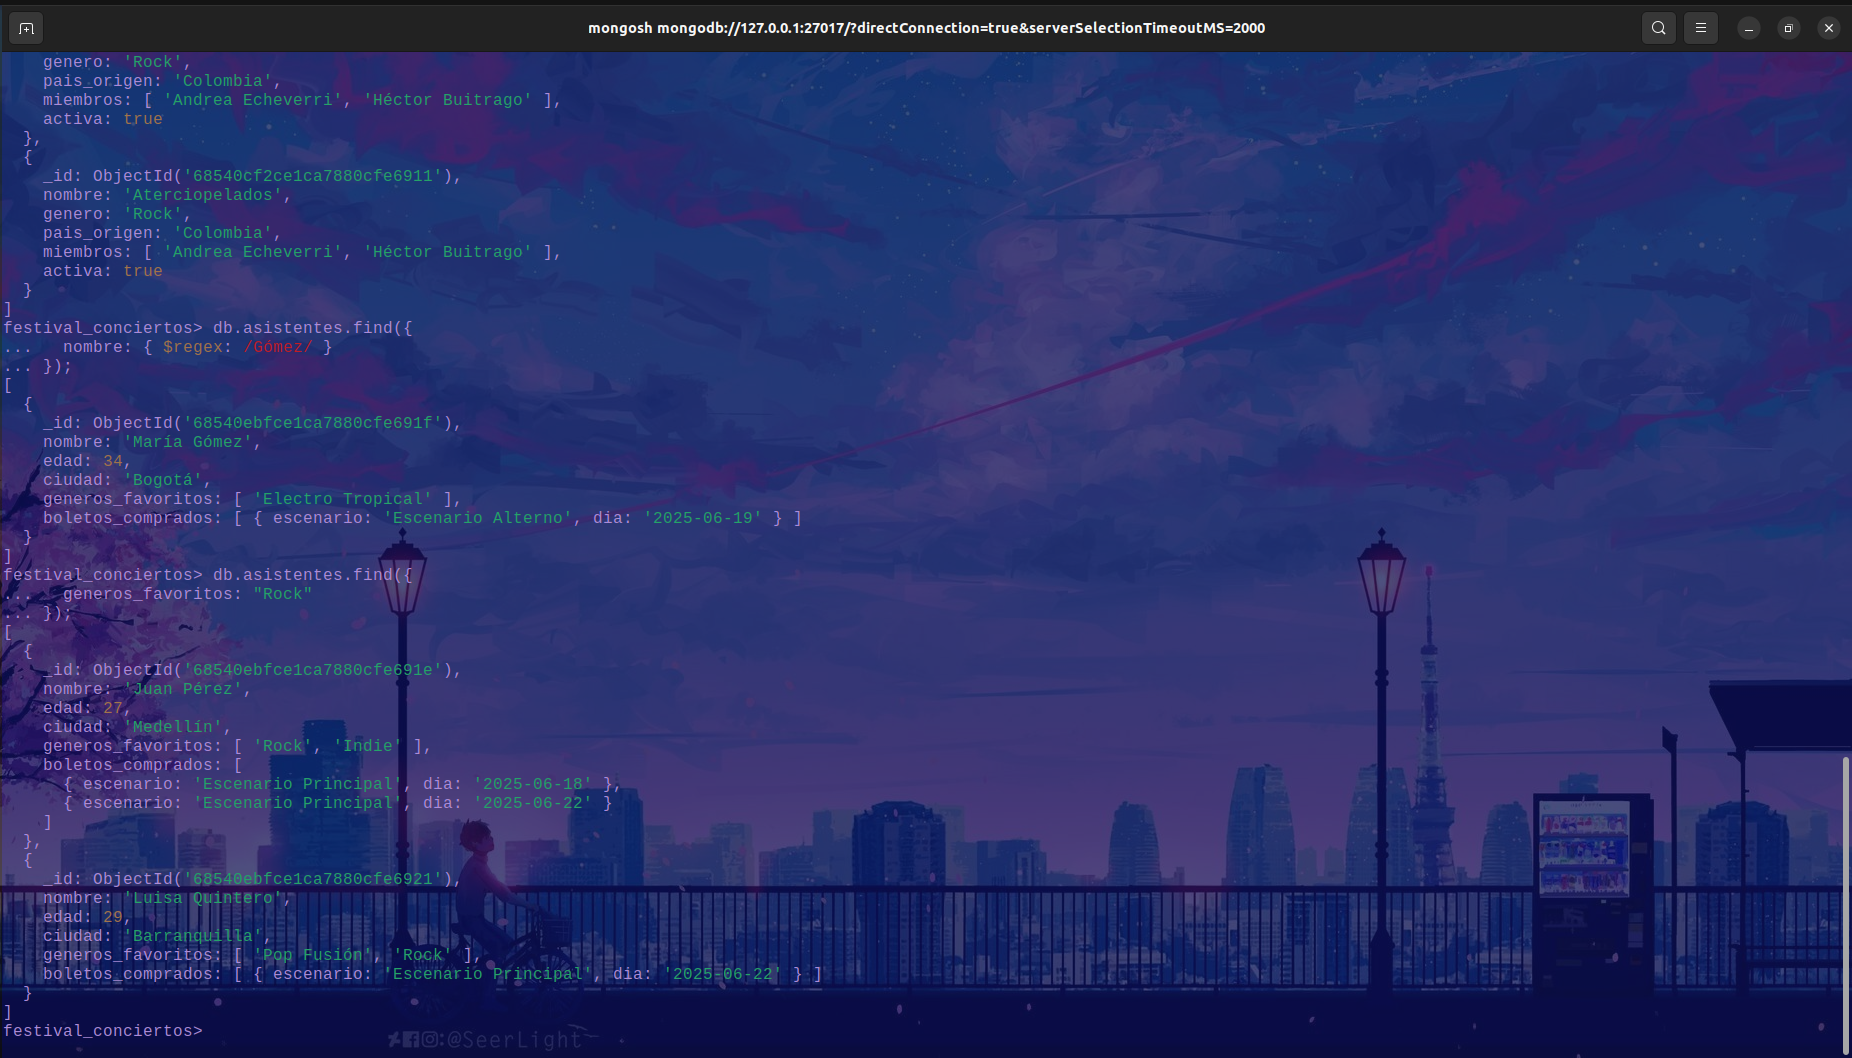 mongosh mongodb://127.0.0.1:27017/?directConnection=true&serverSelectionTimeoutMS=2000
    genero: 'Rock',
    pais_origen: 'Colombia',
    miembros: [ 'Andrea Echeverri', 'Héctor Buitrago' ],
    activa: true
  },
  {
    _id: ObjectId('68540cf2ce1ca7880cfe6911'),
    nombre: 'Aterciopelados',
    genero: 'Rock',
    pais_origen: 'Colombia',
    miembros: [ 'Andrea Echeverri', 'Héctor Buitrago' ],
    activa: true
  }
]
festival_conciertos> db.asistentes.find({
...   nombre: { $regex: /Gómez/ }
... });
[
  {
    _id: ObjectId('68540ebfce1ca7880cfe691f'),
    nombre: 'María Gómez',
    edad: 34,
    ciudad: 'Bogotá',
    generos_favoritos: [ 'Electro Tropical' ],
    boletos_comprados: [ { escenario: 'Escenario Alterno', dia: '2025-06-19' } ]
  }
]
festival_conciertos> db.asistentes.find({
...   generos_favoritos: "Rock"
... });
[
  {
    _id: ObjectId('68540ebfce1ca7880cfe691e'),
    nombre: 'Juan Pérez',
    edad: 27,
    ciudad: 'Medellín',
    generos_favoritos: [ 'Rock', 'Indie' ],
    boletos_comprados: [
      { escenario: 'Escenario Principal', dia: '2025-06-18' },
      { escenario: 'Escenario Principal', dia: '2025-06-22' }
    ]
  },
  {
    _id: ObjectId('68540ebfce1ca7880cfe6921'),
    nombre: 'Luisa Quintero',
    edad: 29,
    ciudad: 'Barranquilla',
    generos_favoritos: [ 'Pop Fusión', 'Rock' ],
    boletos_comprados: [ { escenario: 'Escenario Principal', dia: '2025-06-22' } ]
  }
]
festival_conciertos>
:@SeerLight